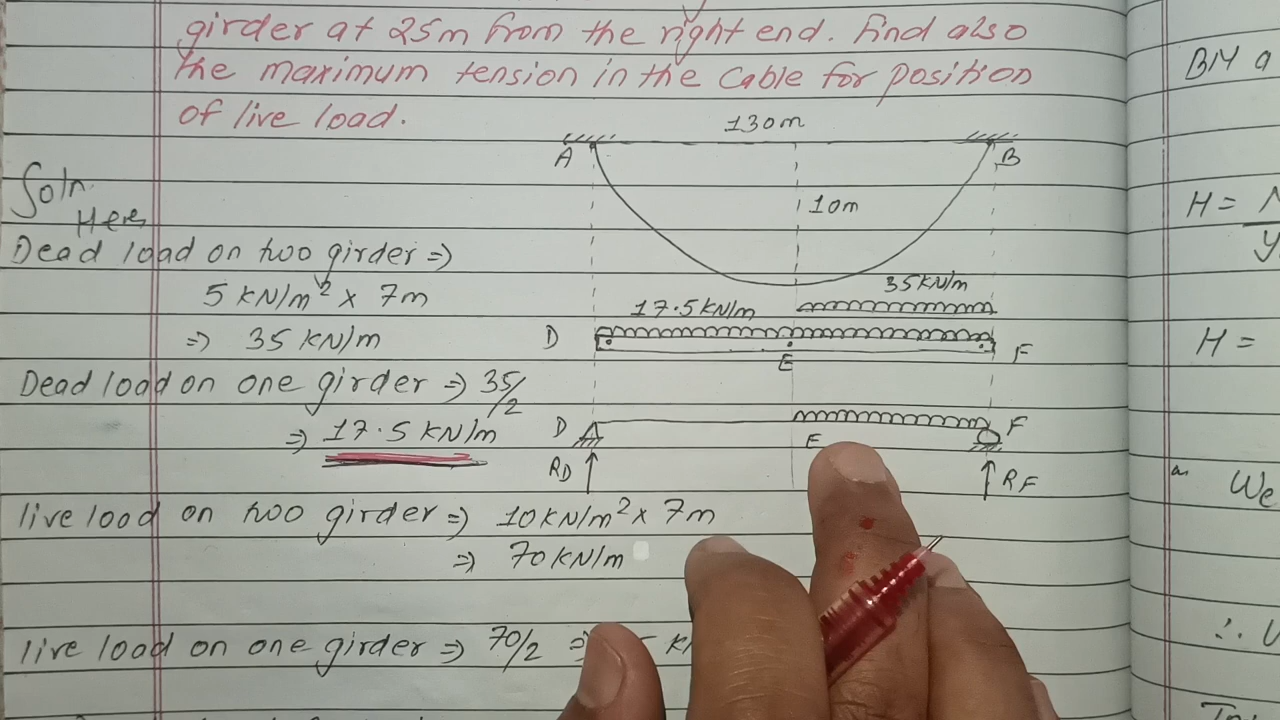 girder at 25m from the right end. Find also
the maximum tension in the cable for position
of live load.
130m
A
B
10m
Soln.
Here,
Dead load on two girder ⇒
5 KN/m² x 7m
⇒ 35 KN/m
35KN/m
17.5KN/m
D
E
F
Dead load on one girder ⇒ 35/2
⇒ 17.5 KN/m
D
E
F
RD
RF
live load on two girder ⇒ 10KN/m² x 7m
⇒ 70KN/m
live load on one girder ⇒ 70/2 ⇒
BM a
H =
y
H =
We
∴